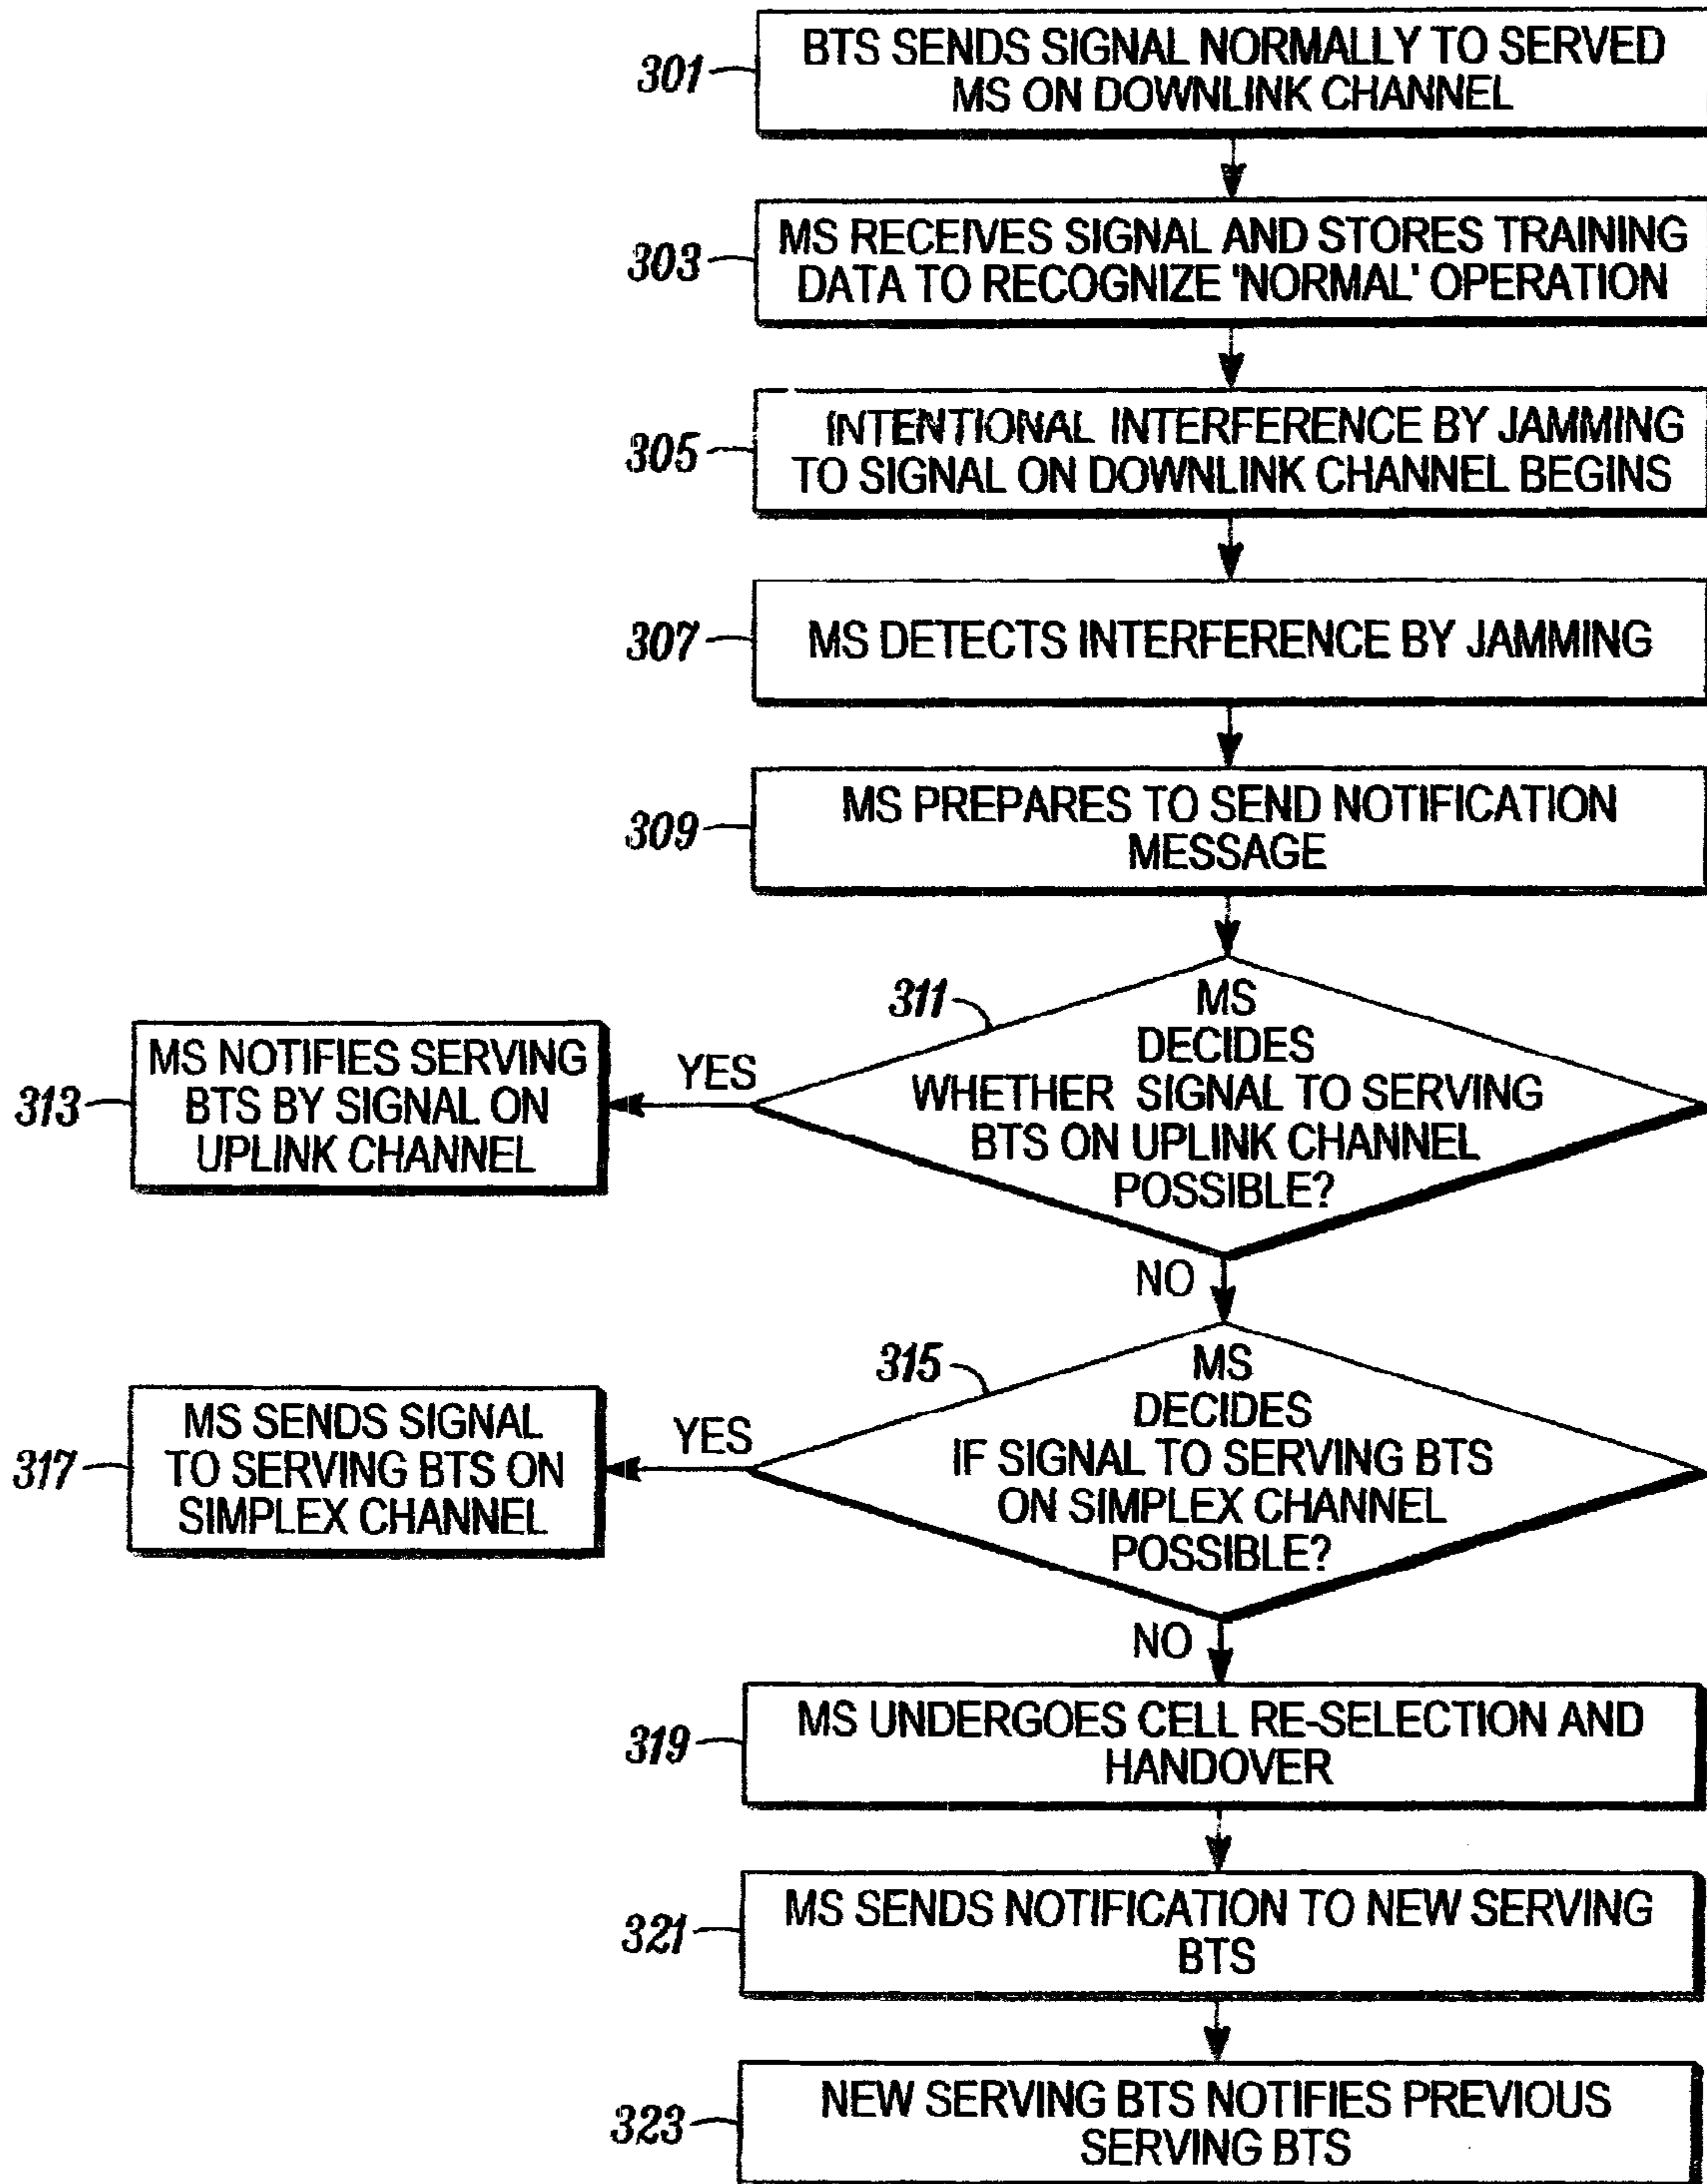 301
BTS SENDS SIGNAL NORMALLY TO SERVED
MS ON DOWNLINK CHANNEL
303
MS RECEIVES SIGNAL AND STORES TRAINING
DATA TO RECOGNIZE 'NORMAL' OPERATION
305
INTENTIONAL INTERFERENCE BY JAMMING
TO SIGNAL ON DOWNLINK CHANNEL BEGINS
307
MS DETECTS INTERFERENCE BY JAMMING
309
MS PREPARES TO SEND NOTIFICATION
MESSAGE
311
MS
DECIDES
WHETHER SIGNAL TO SERVING
BTS ON UPLINK CHANNEL
POSSIBLE?
YES
313
MS NOTIFIES SERVING
BTS BY SIGNAL ON
UPLINK CHANNEL
NO
315
MS
DECIDES
IF SIGNAL TO SERVING BTS
ON SIMPLEX CHANNEL
POSSIBLE?
YES
317
MS SENDS SIGNAL
TO SERVING BTS ON
SIMPLEX CHANNEL
NO
319
MS UNDERGOES CELL RE-SELECTION AND
HANDOVER
321
MS SENDS NOTIFICATION TO NEW SERVING
BTS
323
NEW SERVING BTS NOTIFIES PREVIOUS
SERVING BTS